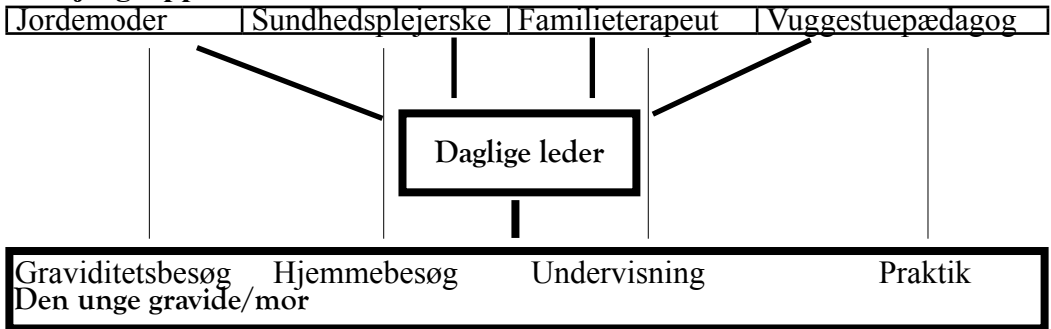 Jordemoder Sundhedsplejerske Familieterapeut Vuggestuepædagog
Daglige leder
Graviditetsbesøg Hjemmebesøg Undervisning Praktik
Den unge gravide/mor